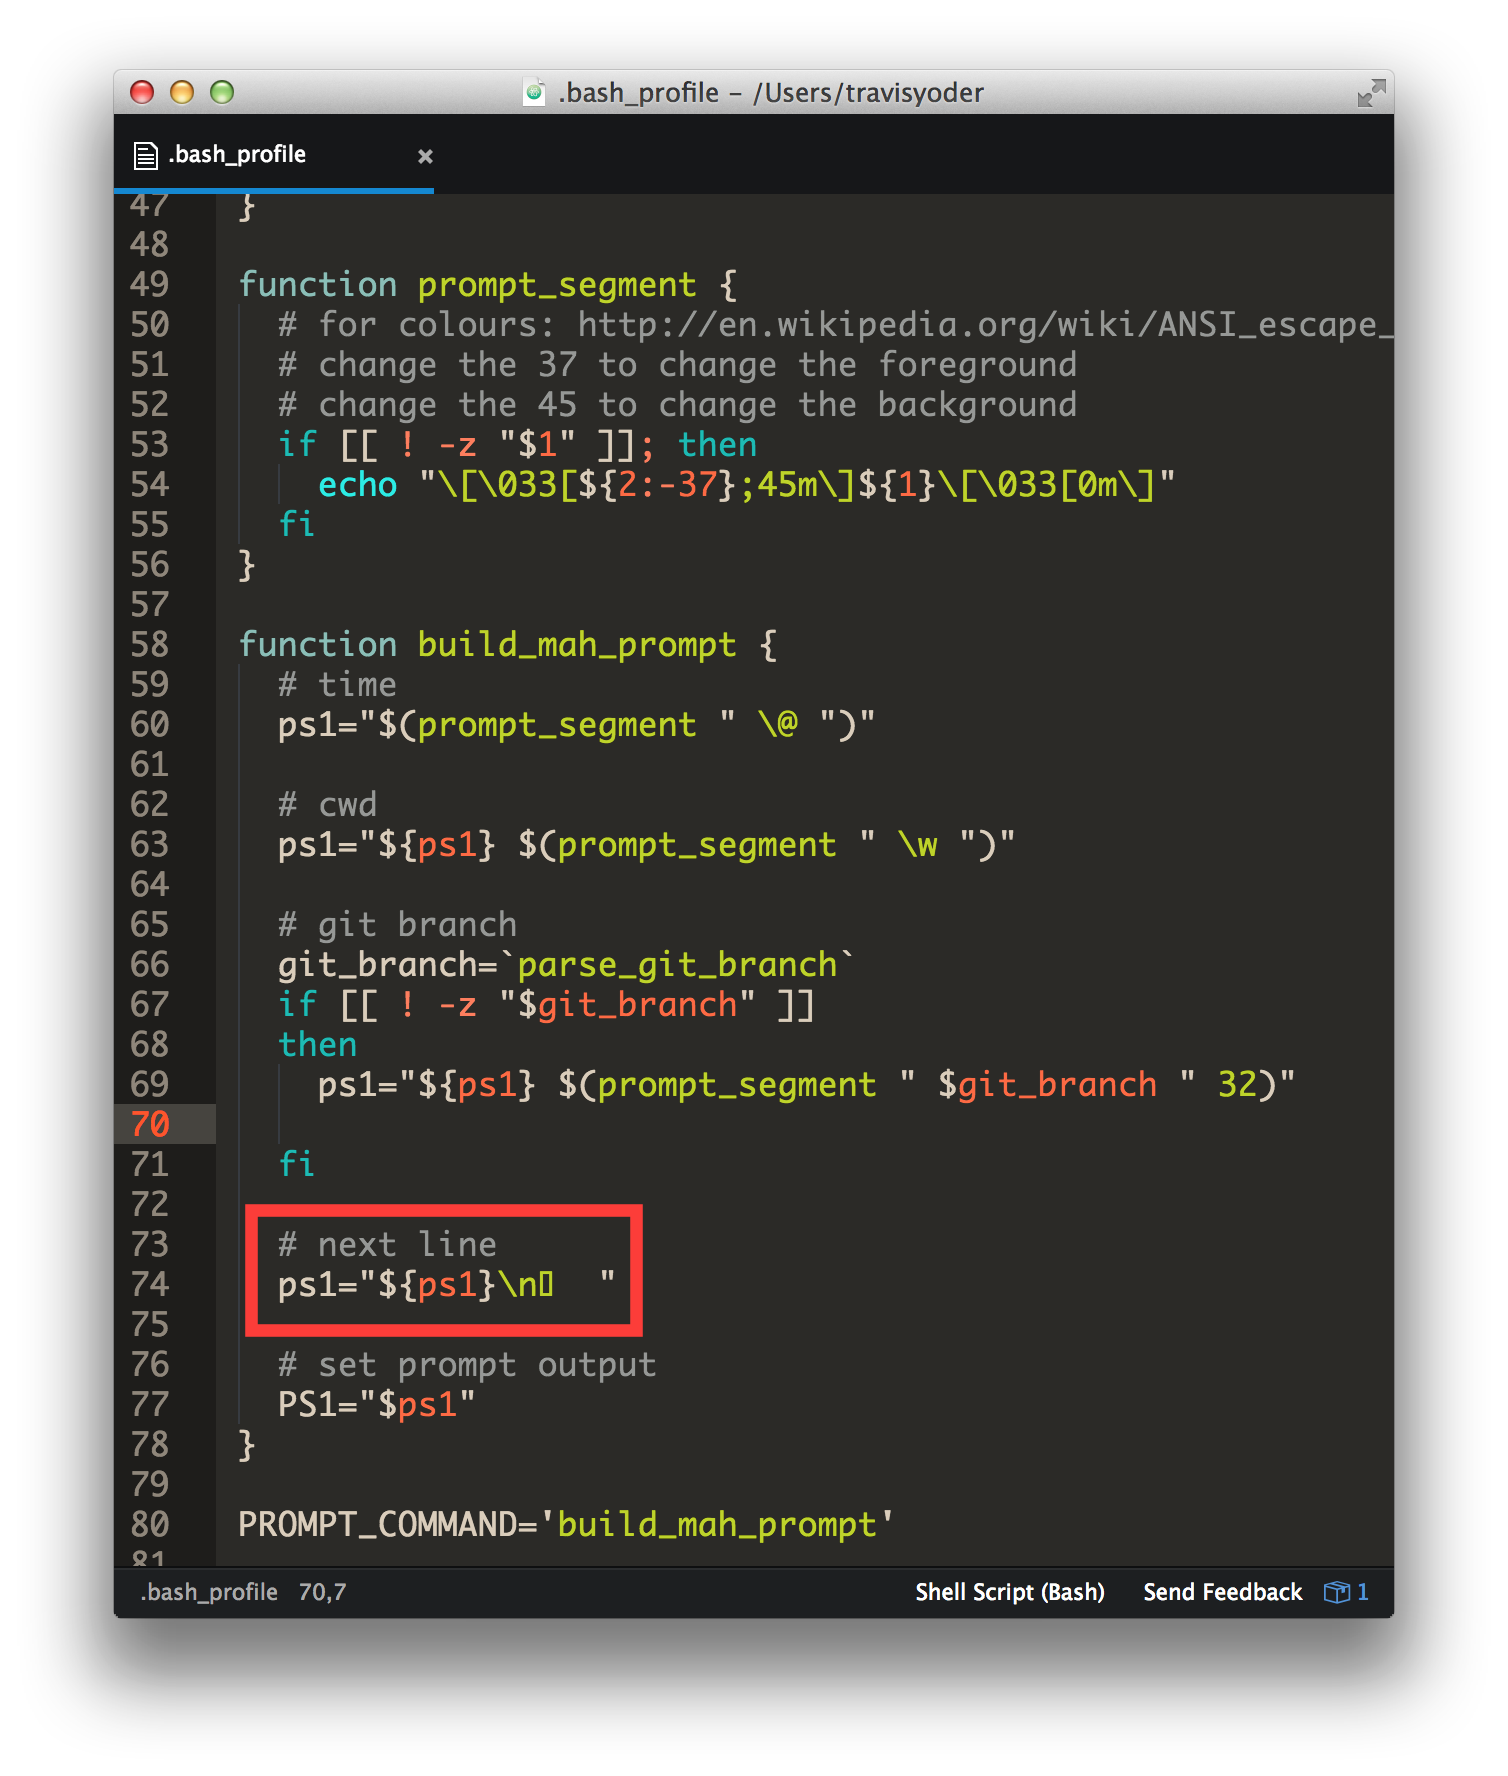 .bash_profile – /Users/travisyoder
.bash_profile ×
47 }
48
49 function prompt_segment {
50   # for colours: http://en.wikipedia.org/wiki/ANSI_escape_
51   # change the 37 to change the foreground
52   # change the 45 to change the background
53   if [[ ! -z "$1" ]]; then
54     echo "\[\033[${2:-37};45m\]${1}\[\033[0m\]"
55   fi
56 }
57
58 function build_mah_prompt {
59   # time
60   ps1="$(prompt_segment " \@ ")"
61
62   # cwd
63   ps1="${ps1} $(prompt_segment " \w ")"
64
65   # git branch
66   git_branch=`parse_git_branch`
67   if [[ ! -z "$git_branch" ]]
68   then
69     ps1="${ps1} $(prompt_segment " $git_branch " 32)"
70
71   fi
72
73   # next line
74   ps1="${ps1}\n▯  "
75
76   # set prompt output
77   PS1="$ps1"
78 }
79
80 PROMPT_COMMAND='build_mah_prompt'
81
.bash_profile 70,7 Shell Script (Bash) Send Feedback 1